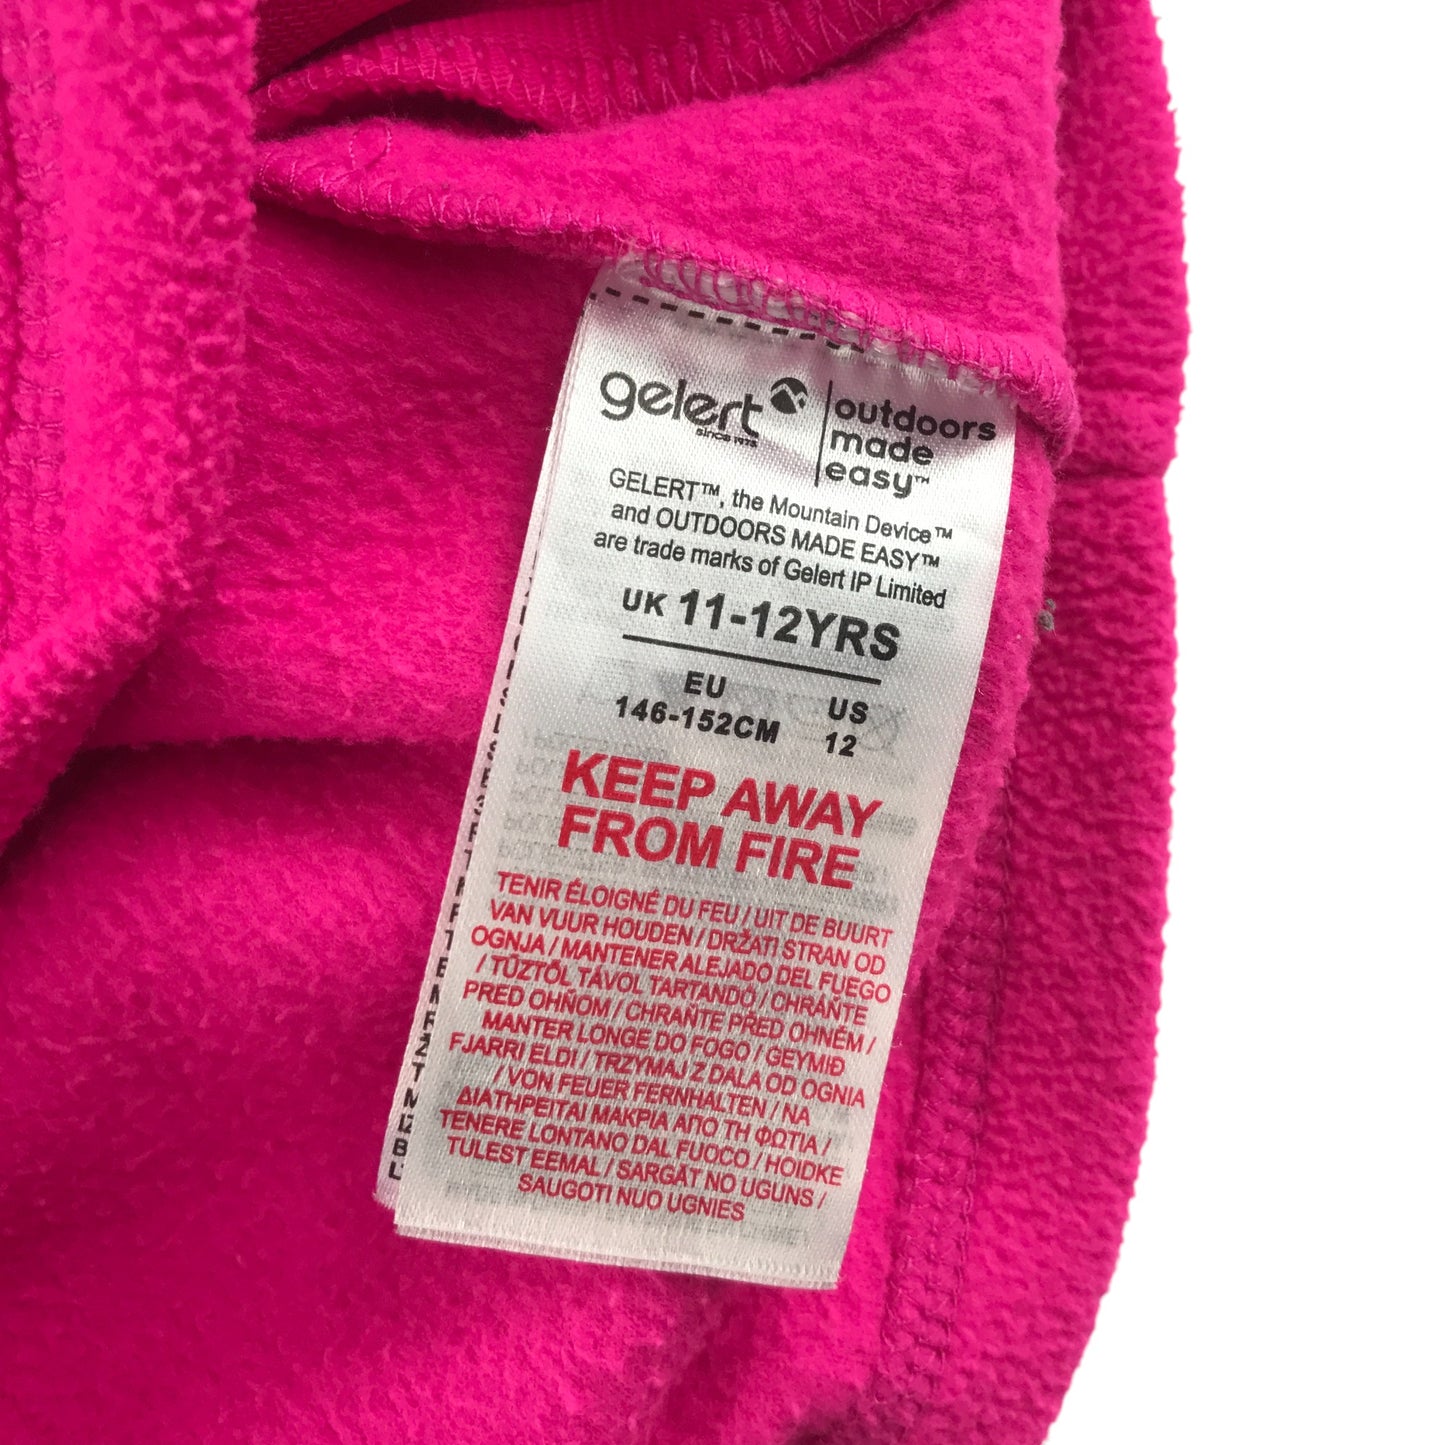 gelert
since 1975
outdoors
made
easy™
GELERT™, the Mountain Device™
and OUTDOORS MADE EASY™
are trade marks of Gelert IP Limited
UK 11-12YRS
EU
146-152CM
US
12
KEEP AWAY
FROM FIRE
TENIR ÉLOIGNÉ DU FEU / UIT DE BUURT
VAN VUUR HOUDEN / DRŽATI STRAN OD
OGNJA / MANTENER ALEJADO DEL FUEGO
/ TŰZTŐL TÁVOL TARTANDÓ / CHRAŇTE
PRED OHŇOM / CHRAŇTE PŘED OHNĚM /
MANTER LONGE DO FOGO / GEYMIÐ
FJARRI ELDI / TRZYMAJ Z DALA OD OGNIA
/ VON FEUER FERNHALTEN / NA
ΔΙΑΤΗΡΕΙΤΑΙ ΜΑΚΡΙΑ ΑΠΟ ΤΗ ΦΩΤΙΑ /
TENERE LONTANO DAL FUOCO / HOIDKE
TULEST EEMAL / SARGĀT NO UGUNS /
SAUGOTI NUO UGNIES